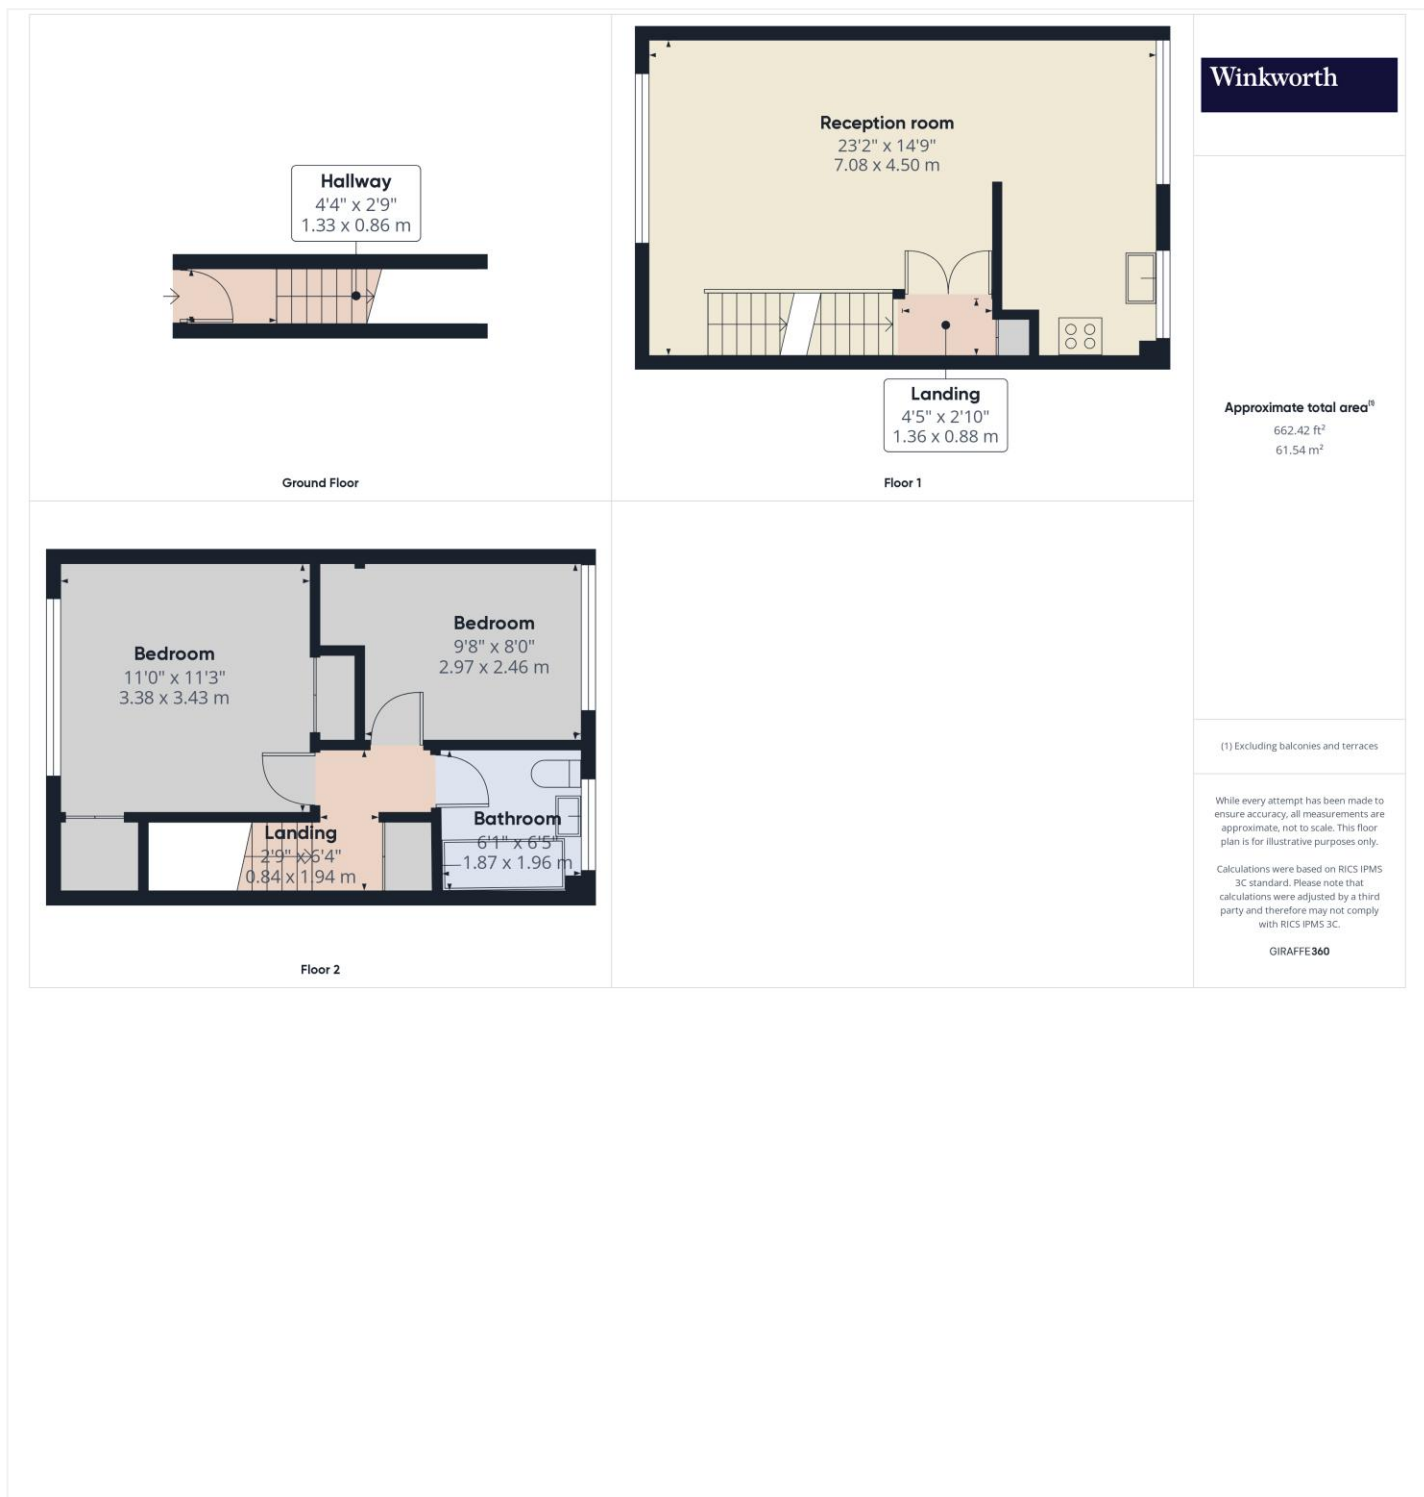 Hallway
4'4" x 2'9"
1.33 x 0.86 m
Ground Floor
Reception room
23'2" x 14'9"
7.08 x 4.50 m
Landing
4'5" x 2'10"
1.36 x 0.88 m
Floor 1
Bedroom
11'0" x 11'3"
3.38 x 3.43 m
Bedroom
9'8" x 8'0"
2.97 x 2.46 m
Landing
2'9" x 6'4"
0.84 x 1.94 m
Bathroom
6'1" x 6'5"
1.87 x 1.96 m
Floor 2
Winkworth
Approximate total area⁽¹⁾
662.42 ft²
61.54 m²
(1) Excluding balconies and terraces
While every attempt has been made to
ensure accuracy, all measurements are
approximate, not to scale. This floor
plan is for illustrative purposes only.
Calculations were based on RICS IPMS
3C standard. Please note that
calculations were adjusted by a third
party and therefore may not comply
with RICS IPMS 3C.
GIRAFFE360